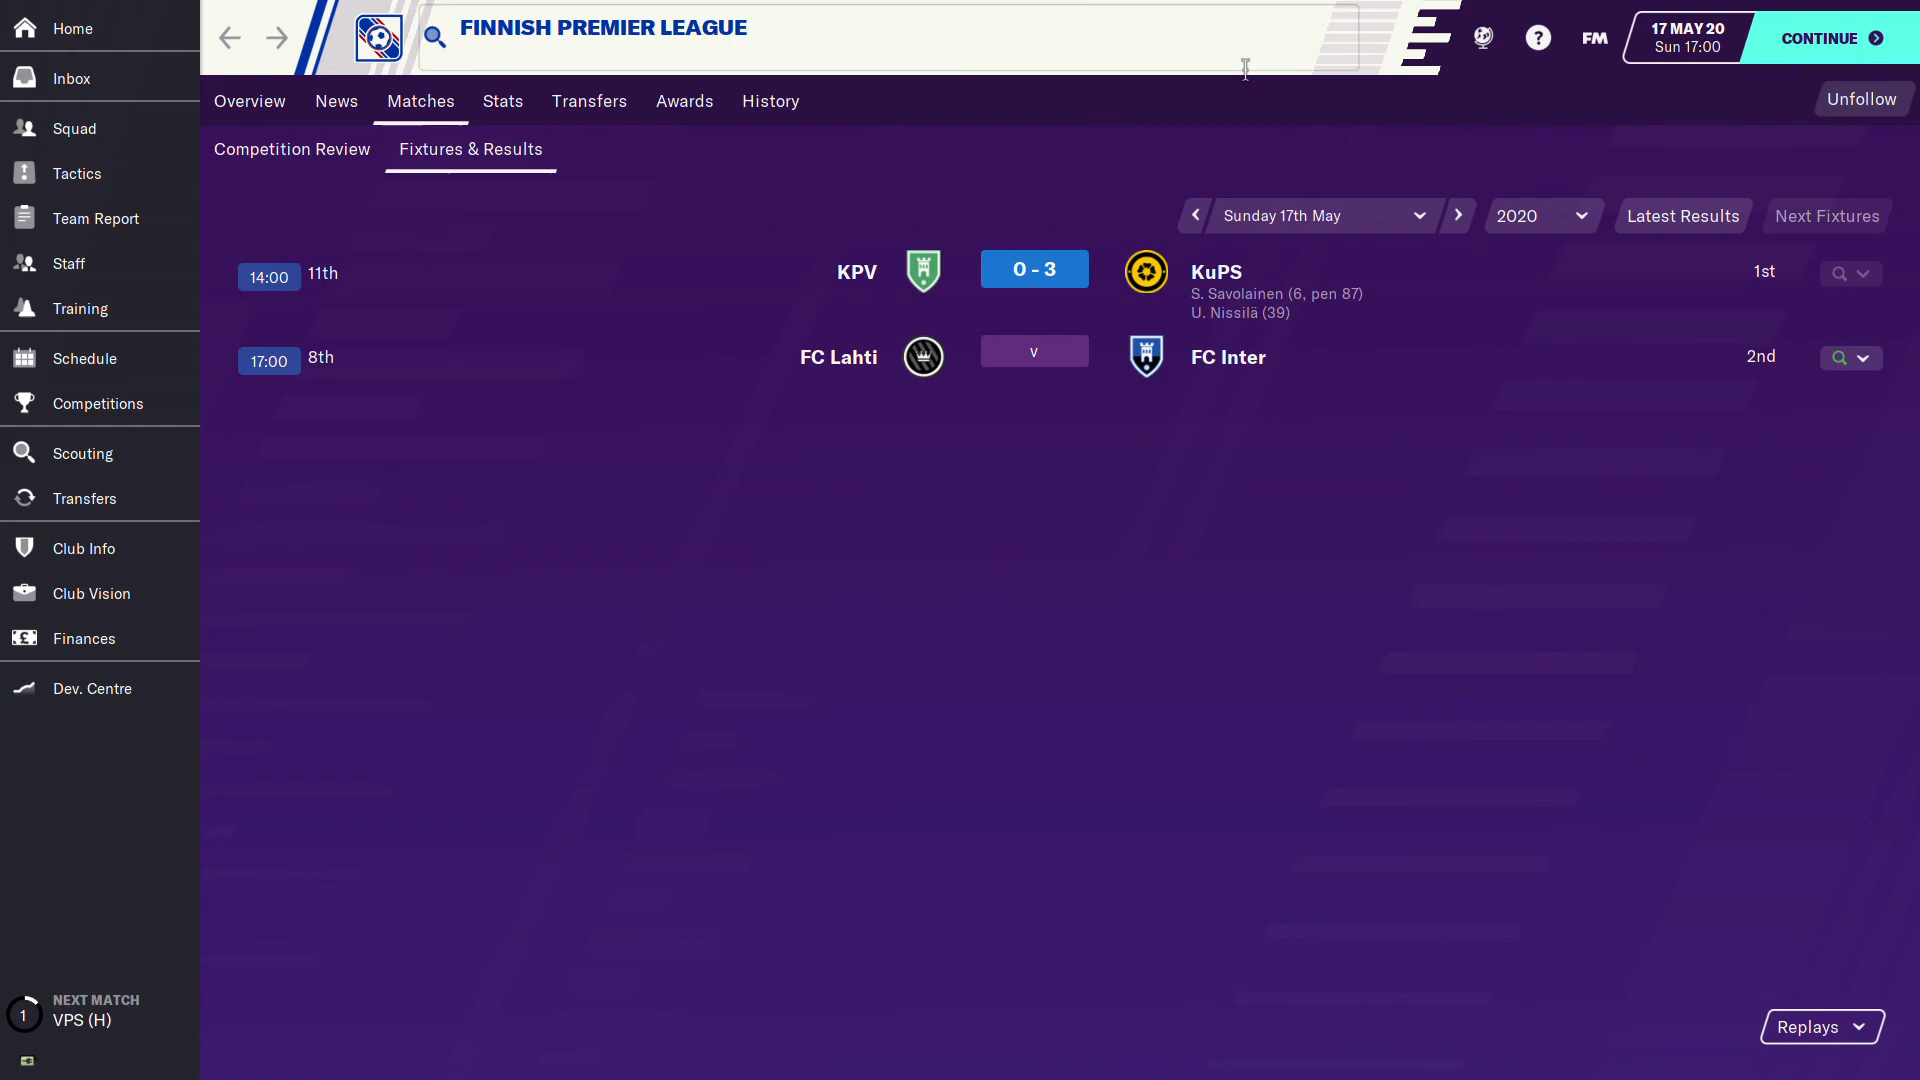 Home
Inbox
Squad
Tactics
Team Report
Staff
Training
Schedule
Competitions
Scouting
Transfers
Club Info
Club Vision
Finances
Dev. Centre
1
NEXT MATCH
VPS (H)
FINNISH PREMIER LEAGUE
?
FM
17 MAY 20
Sun 17:00
CONTINUE
Overview News Matches Stats Transfers Awards History
Unfollow
Competition Review Fixtures & Results
Sunday 17th May 2020 Latest Results Next Fixtures
14:00 11th KPV 0 - 3 KuPS 1st
S. Savolainen (6, pen 87)
U. Nissilä (39)
17:00 8th FC Lahti v FC Inter 2nd
Replays